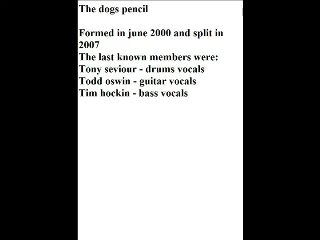 The dogs pencil
Formed in june 2000 and split in
2007
The last known members were:
Tony seviour - drums vocals
Todd oswin - guitar vocals
Tim hockin - bass vocals